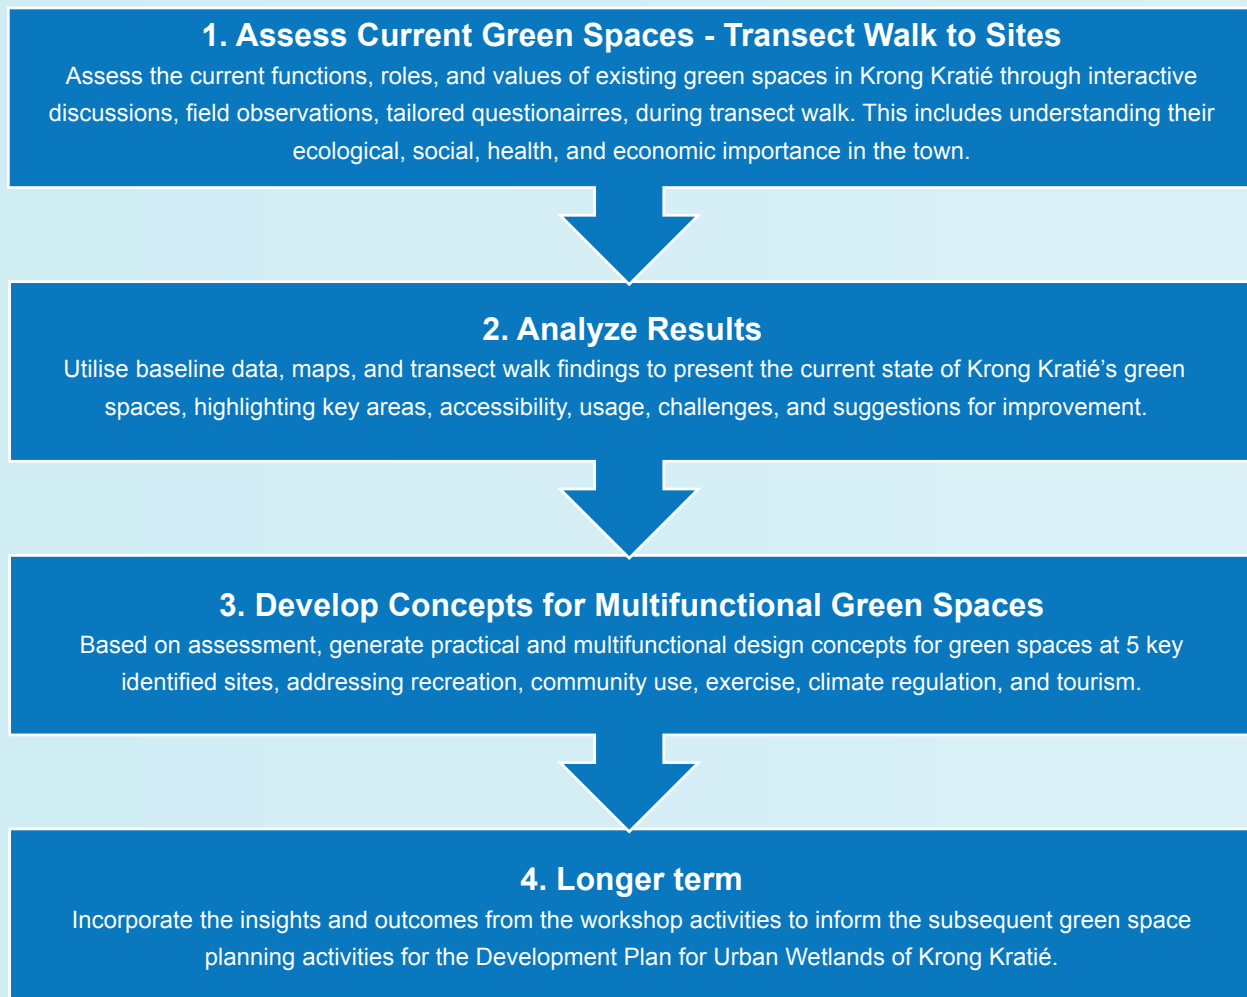 1. Assess Current Green Spaces - Transect Walk to Sites
Assess the current functions, roles, and values of existing green spaces in Krong Kratié through interactive
discussions, field observations, tailored questionairres, during transect walk. This includes understanding their
ecological, social, health, and economic importance in the town.
2. Analyze Results
Utilise baseline data, maps, and transect walk findings to present the current state of Krong Kratié’s green
spaces, highlighting key areas, accessibility, usage, challenges, and suggestions for improvement.
3. Develop Concepts for Multifunctional Green Spaces
Based on assessment, generate practical and multifunctional design concepts for green spaces at 5 key
identified sites, addressing recreation, community use, exercise, climate regulation, and tourism.
4. Longer term
Incorporate the insights and outcomes from the workshop activities to inform the subsequent green space
planning activities for the Development Plan for Urban Wetlands of Krong Kratié.